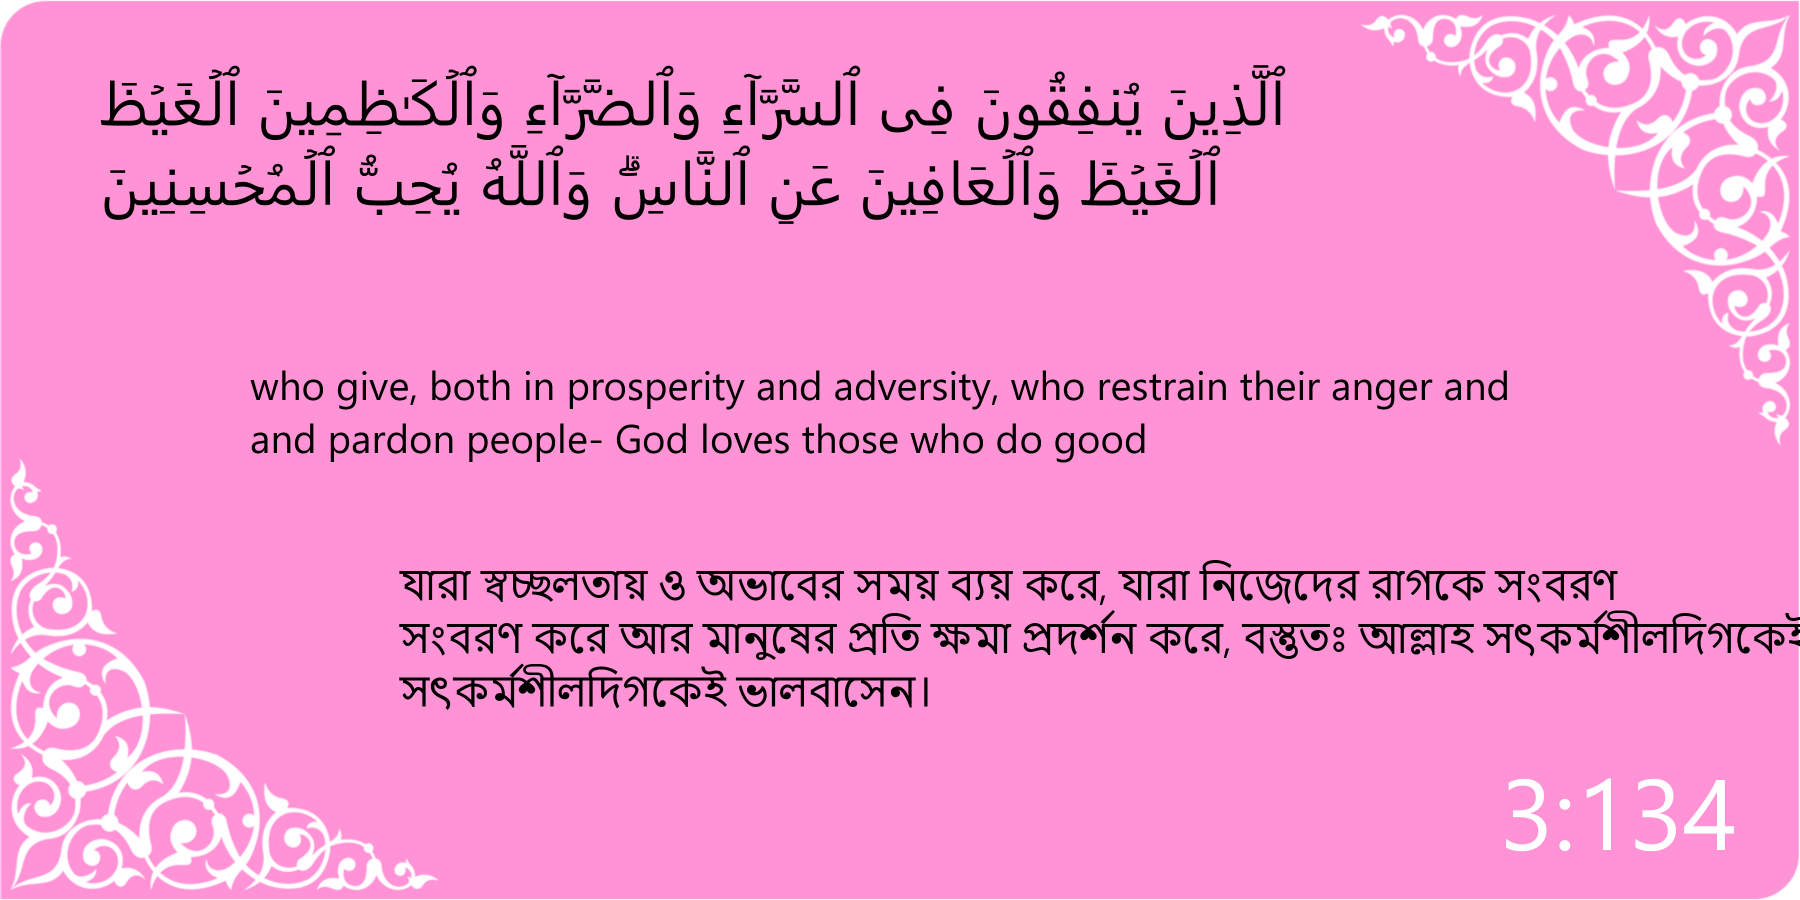 ٱلَّذِينَ يُنفِقُونَ فِى ٱلسَّرَّآءِ وَٱلضَّرَّآءِ وَٱلْكَـٰظِمِينَ ٱلْغَيْظَ
ٱلْغَيْظَ وَٱلْعَافِينَ عَنِ ٱلنَّاسِ ۗ وَٱللَّهُ يُحِبُّ ٱلْمُحْسِنِينَ
who give, both in prosperity and adversity, who restrain their anger and
and pardon people- God loves those who do good
যারা স্বচ্ছলতায় ও অভাবের সময় ব্যয় করে, যারা নিজেদের রাগকে সংবরণ
সংবরণ করে আর মানুষের প্রতি ক্ষমা প্রদর্শন করে, বস্তুতঃ আল্লাহ সৎকর্মশীলদিগকেই
সৎকর্মশীলদিগকেই ভালবাসেন।
3:134